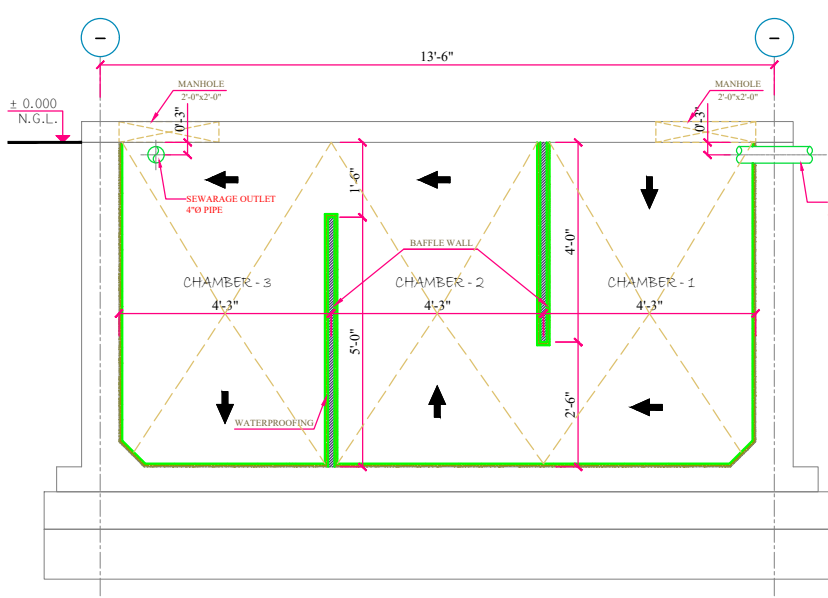 –
–
13'-6"
MANHOLE
2'-0"x2'-0"
MANHOLE
2'-0"x2'-0"
± 0.000
N.G.L.
0'-3"
0'-3"
SEWARAGE OUTLET
4"Ø PIPE
1'-6"
BAFFLE WALL
4'-0"
CHAMBER - 3
CHAMBER - 2
CHAMBER - 1
4'-3"
4'-3"
4'-3"
5'-0"
2'-6"
WATERPROOFING